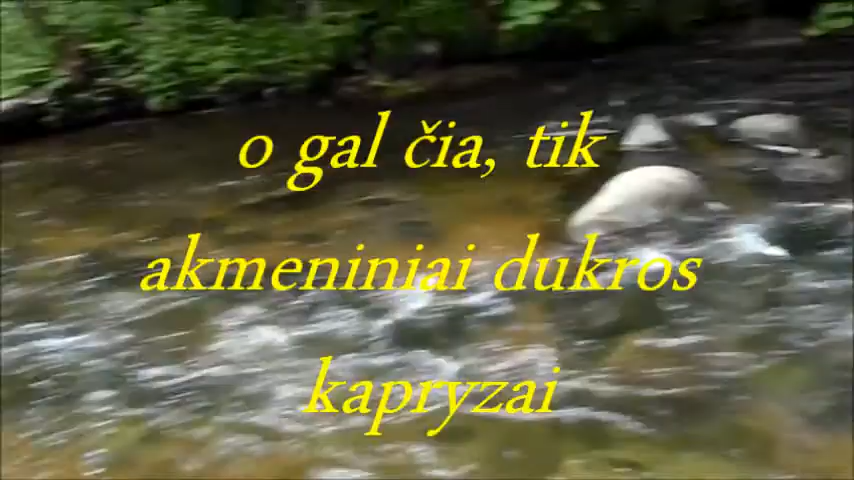 o gal čia, tik
akmeniniai dukros
kapryzai